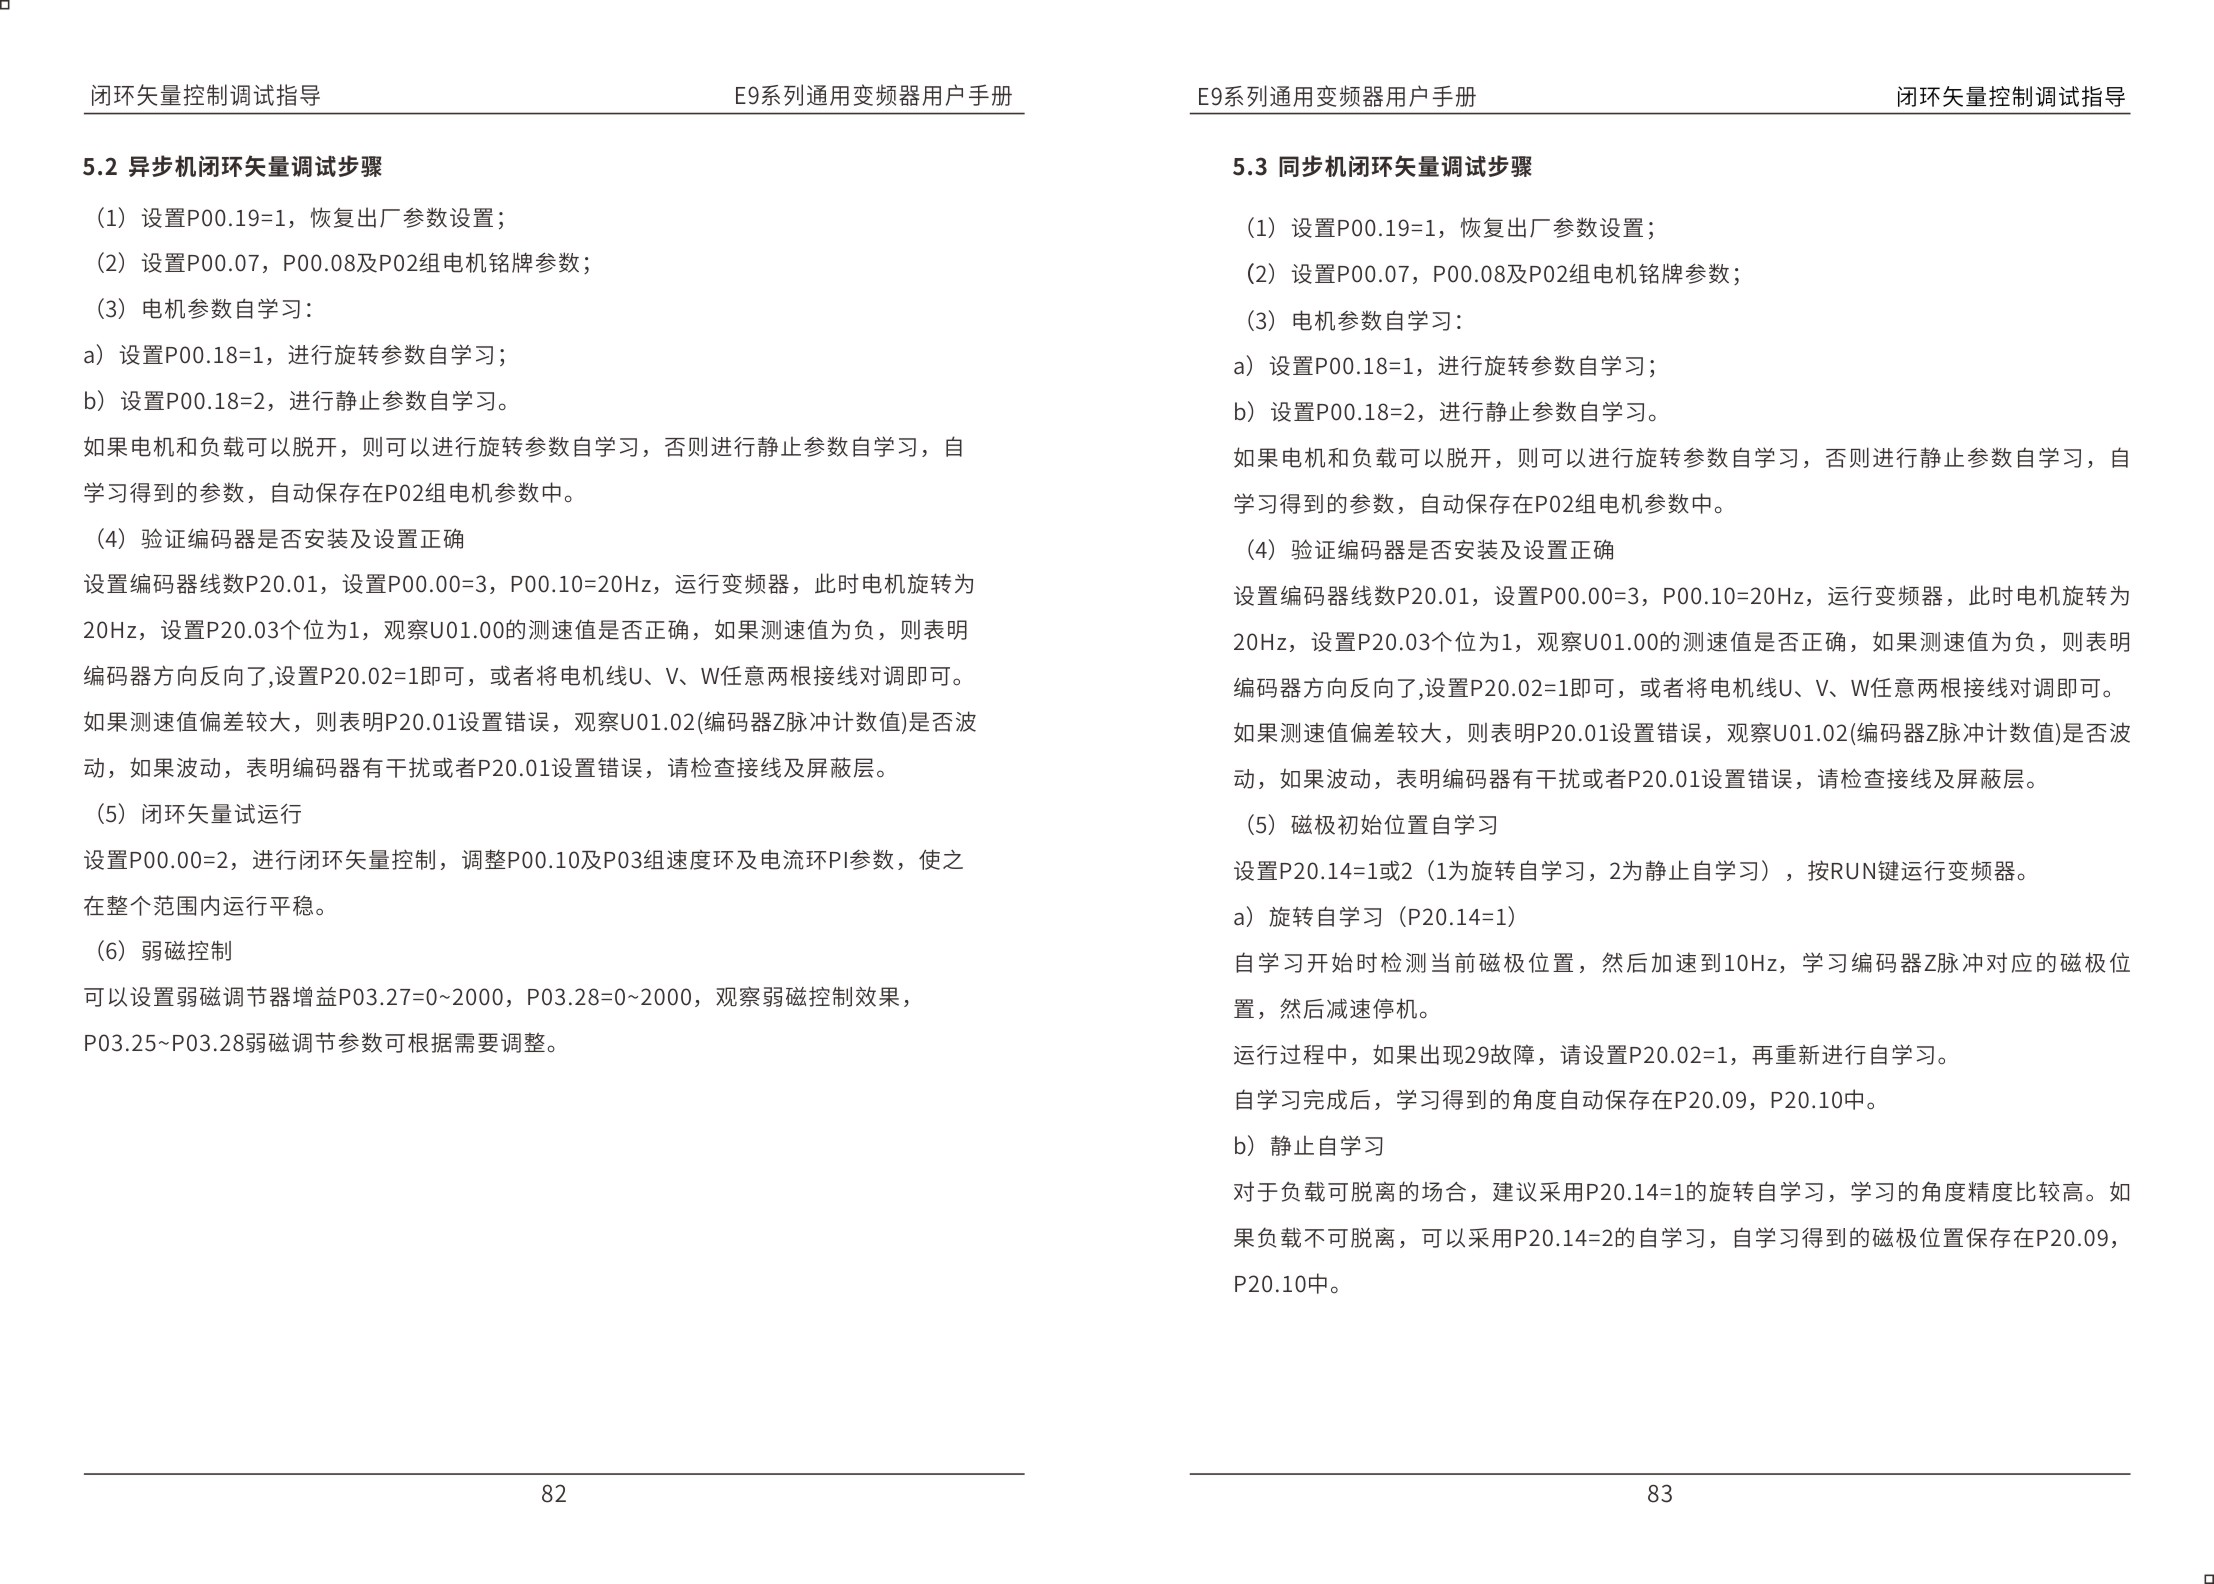 闭环矢量控制调试指导
E9系列通用变频器用户手册
5.2 异步机闭环矢量调试步骤
（1）设置P00.19=1，恢复出厂参数设置；
（2）设置P00.07，P00.08及P02组电机铭牌参数；
（3）电机参数自学习：
a）设置P00.18=1，进行旋转参数自学习；
b）设置P00.18=2，进行静止参数自学习。
如果电机和负载可以脱开，则可以进行旋转参数自学习，否则进行静止参数自学习，自
学习得到的参数，自动保存在P02组电机参数中。
（4）验证编码器是否安装及设置正确
设置编码器线数P20.01，设置P00.00=3，P00.10=20Hz，运行变频器，此时电机旋转为
20Hz，设置P20.03个位为1，观察U01.00的测速值是否正确，如果测速值为负，则表明
编码器方向反向了,设置P20.02=1即可，或者将电机线U、V、W任意两根接线对调即可。
如果测速值偏差较大，则表明P20.01设置错误，观察U01.02(编码器Z脉冲计数值)是否波
动，如果波动，表明编码器有干扰或者P20.01设置错误，请检查接线及屏蔽层。
（5）闭环矢量试运行
设置P00.00=2，进行闭环矢量控制，调整P00.10及P03组速度环及电流环PI参数，使之
在整个范围内运行平稳。
（6）弱磁控制
可以设置弱磁调节器增益P03.27=0~2000，P03.28=0~2000，观察弱磁控制效果，
P03.25~P03.28弱磁调节参数可根据需要调整。
82
E9系列通用变频器用户手册
闭环矢量控制调试指导
5.3 同步机闭环矢量调试步骤
（1）设置P00.19=1，恢复出厂参数设置；
（2）设置P00.07，P00.08及P02组电机铭牌参数；
（3）电机参数自学习：
a）设置P00.18=1，进行旋转参数自学习；
b）设置P00.18=2，进行静止参数自学习。
如果电机和负载可以脱开，则可以进行旋转参数自学习，否则进行静止参数自学习，自
学习得到的参数，自动保存在P02组电机参数中。
（4）验证编码器是否安装及设置正确
设置编码器线数P20.01，设置P00.00=3，P00.10=20Hz，运行变频器，此时电机旋转为
20Hz，设置P20.03个位为1，观察U01.00的测速值是否正确，如果测速值为负，则表明
编码器方向反向了,设置P20.02=1即可，或者将电机线U、V、W任意两根接线对调即可。
如果测速值偏差较大，则表明P20.01设置错误，观察U01.02(编码器Z脉冲计数值)是否波
动，如果波动，表明编码器有干扰或者P20.01设置错误，请检查接线及屏蔽层。
（5）磁极初始位置自学习
设置P20.14=1或2（1为旋转自学习，2为静止自学习），按RUN键运行变频器。
a）旋转自学习（P20.14=1）
自学习开始时检测当前磁极位置，然后加速到10Hz，学习编码器Z脉冲对应的磁极位
置，然后减速停机。
运行过程中，如果出现29故障，请设置P20.02=1，再重新进行自学习。
自学习完成后，学习得到的角度自动保存在P20.09，P20.10中。
b）静止自学习
对于负载可脱离的场合，建议采用P20.14=1的旋转自学习，学习的角度精度比较高。如
果负载不可脱离，可以采用P20.14=2的自学习，自学习得到的磁极位置保存在P20.09，
P20.10中。
83